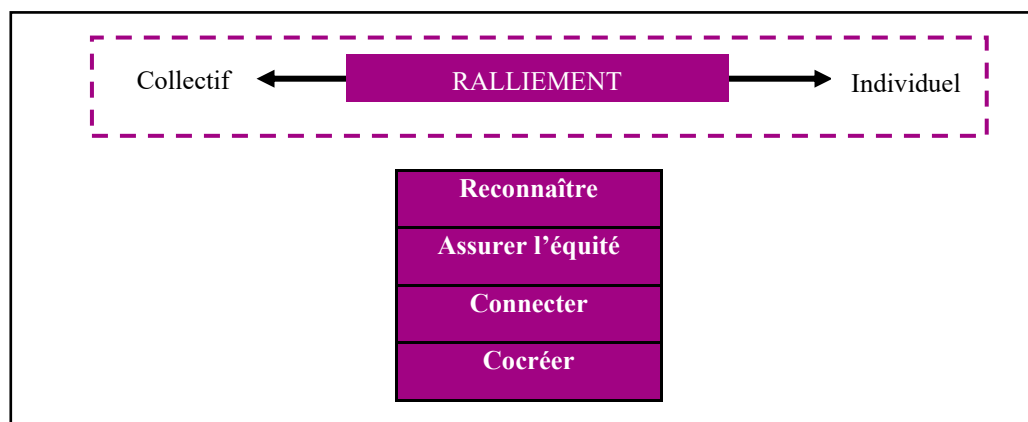 Collectif RALLIEMENT Individuel
Reconnaître
Assurer l’équité
Connecter
Cocréer